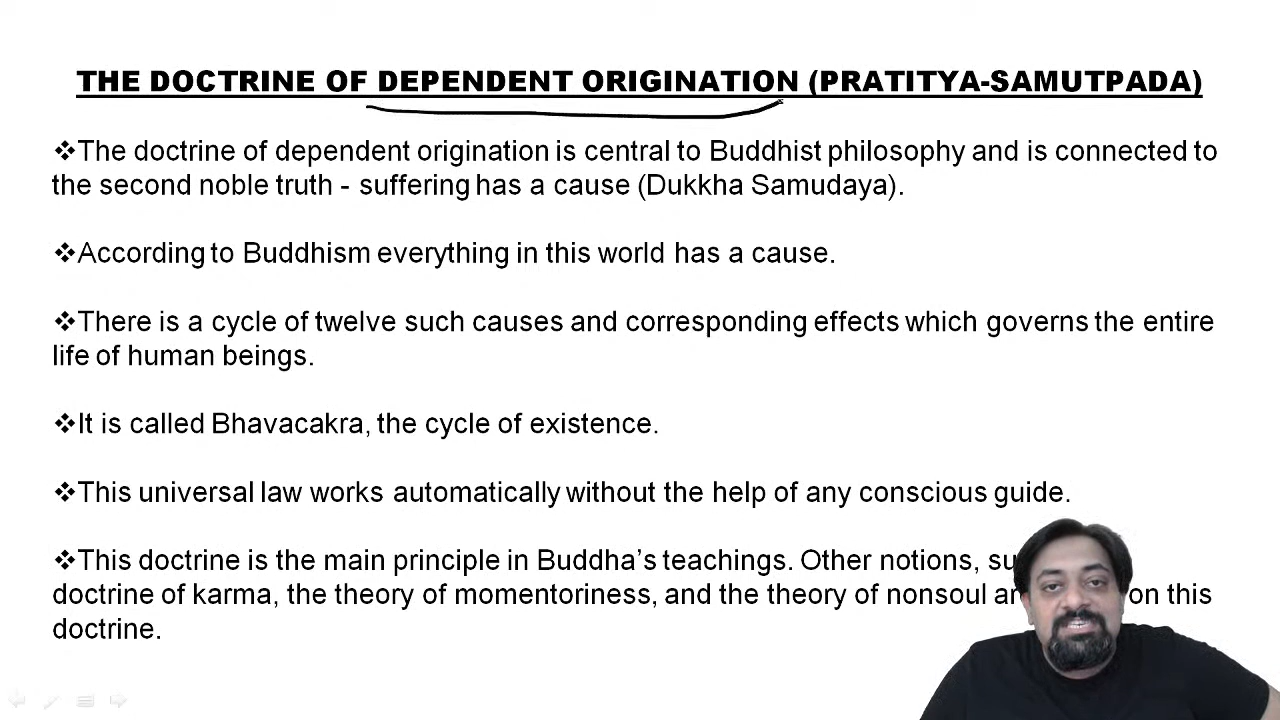 THE DOCTRINE OF DEPENDENT ORIGINATION (PRATITYA-SAMUTPADA)
❖The doctrine of dependent origination is central to Buddhist philosophy and is connected to
the second noble truth - suffering has a cause (Dukkha Samudaya).
❖According to Buddhism everything in this world has a cause.
❖There is a cycle of twelve such causes and corresponding effects which governs the entire
life of human beings.
❖It is called Bhavacakra, the cycle of existence.
❖This universal law works automatically without the help of any conscious guide.
❖This doctrine is the main principle in Buddha's teachings. Other notions,
doctrine of karma, the theory of momentoriness, and the theory of nonsoul on this
doctrine.